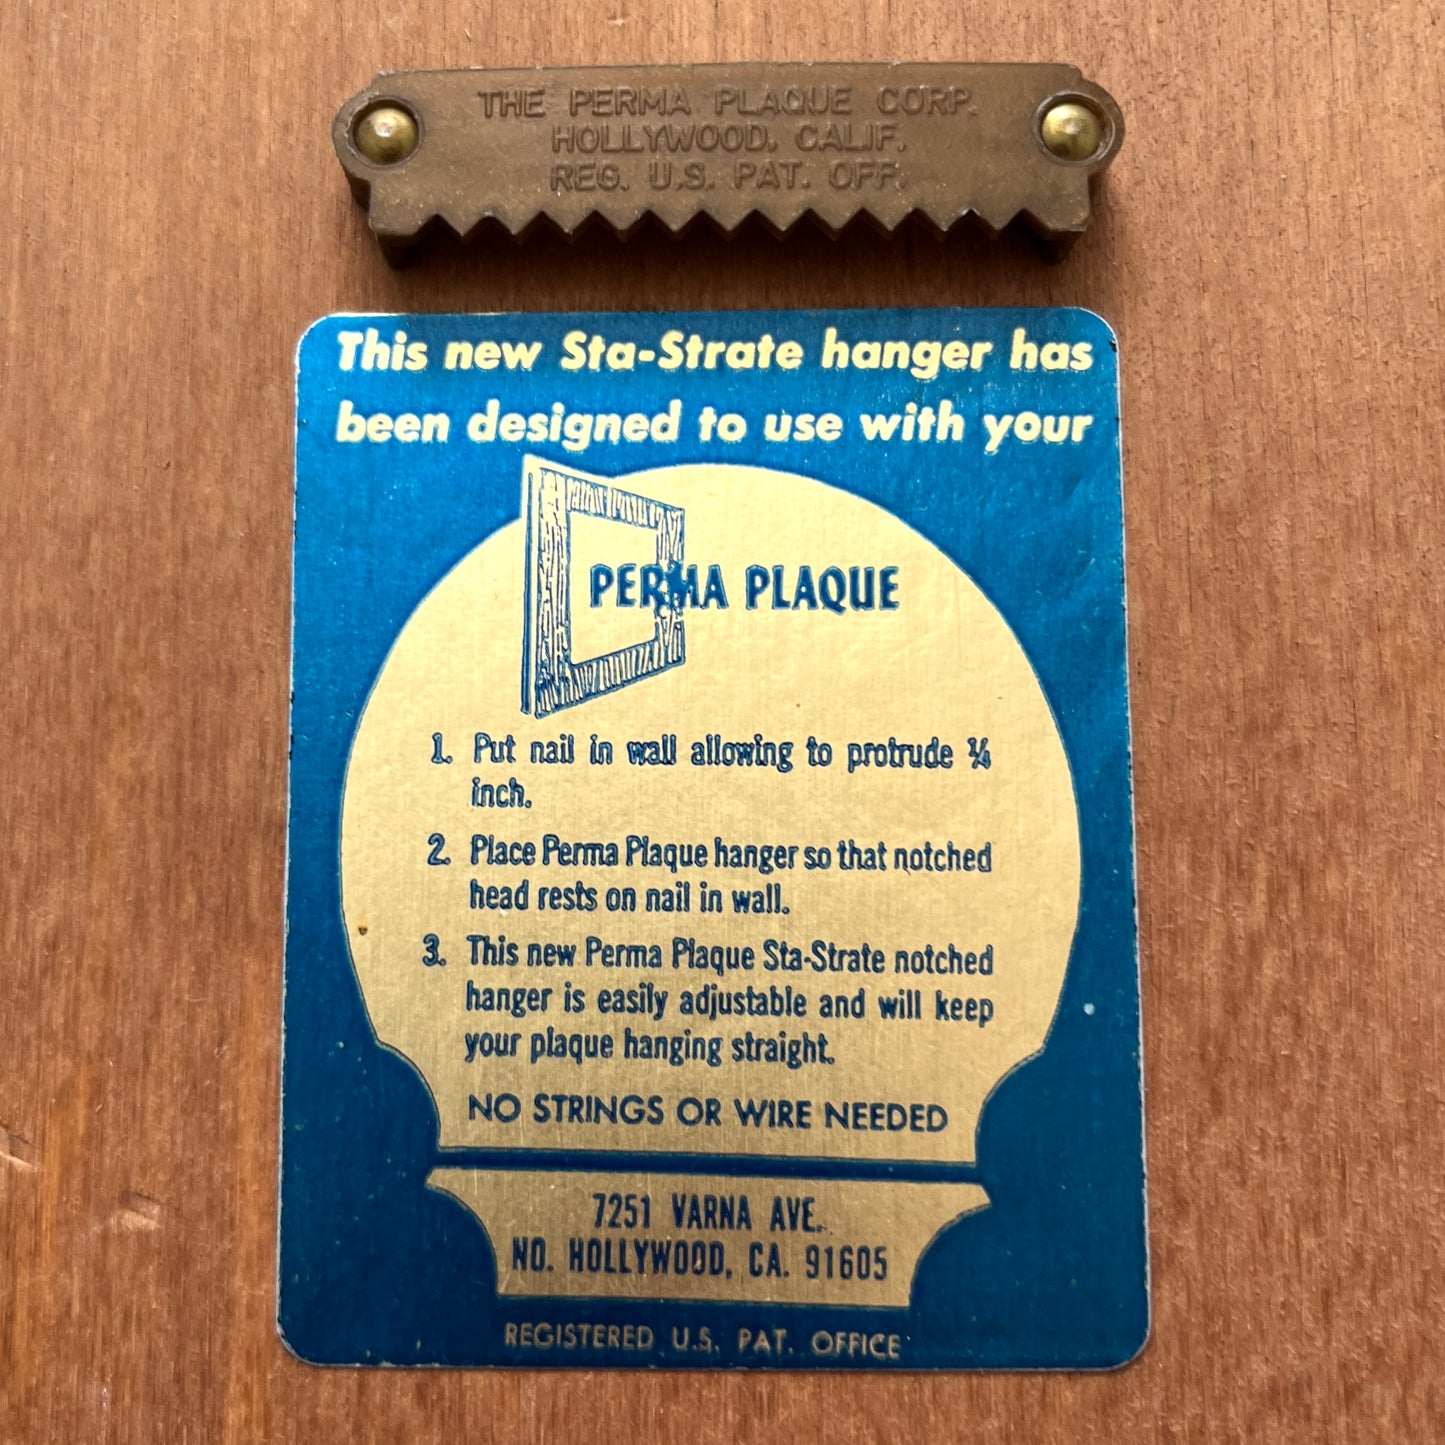 THE PERMA PLAQUE CORP.
HOLLYWOOD, CALIF.
REG. U.S. PAT. OFF.
This new Sta-Strate hanger has
been designed to use with your
PERMA PLAQUE
1. Put nail in wall allowing to protrude ¼
inch.
2. Place Perma Plaque hanger so that notched
head rests on nail in wall.
3. This new Perma Plaque Sta-Strate notched
hanger is easily adjustable and will keep
your plaque hanging straight.
NO STRINGS OR WIRE NEEDED
7251 VARNA AVE.
NO. HOLLYWOOD, CA. 91605
REGISTERED U.S. PAT. OFFICE